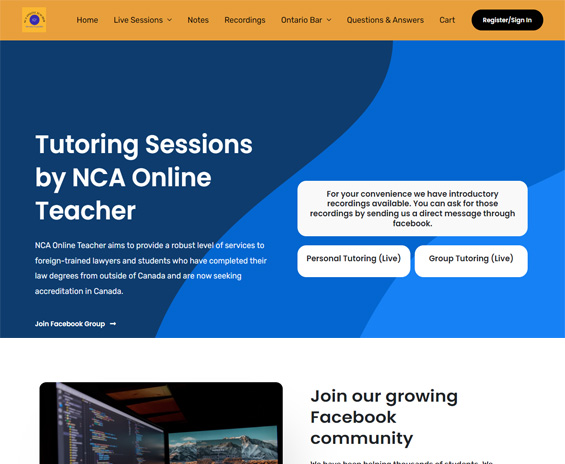 Home Live Sessions Notes Recordings Ontario Bar Questions & Answers Cart Register/Sign In
Tutoring Sessions
by NCA Online
Teacher
NCA Online Teacher aims to provide a robust level of services to
foreign-trained lawyers and students who have completed their
law degrees from outside of Canada and are now seeking
accreditation in Canada.
Join Facebook Group
For your convenience we have introductory
recordings available. You can ask for those
recordings by sending us a direct message through
facebook.
Personal Tutoring (Live) Group Tutoring (Live)
Join our growing
Facebook
community